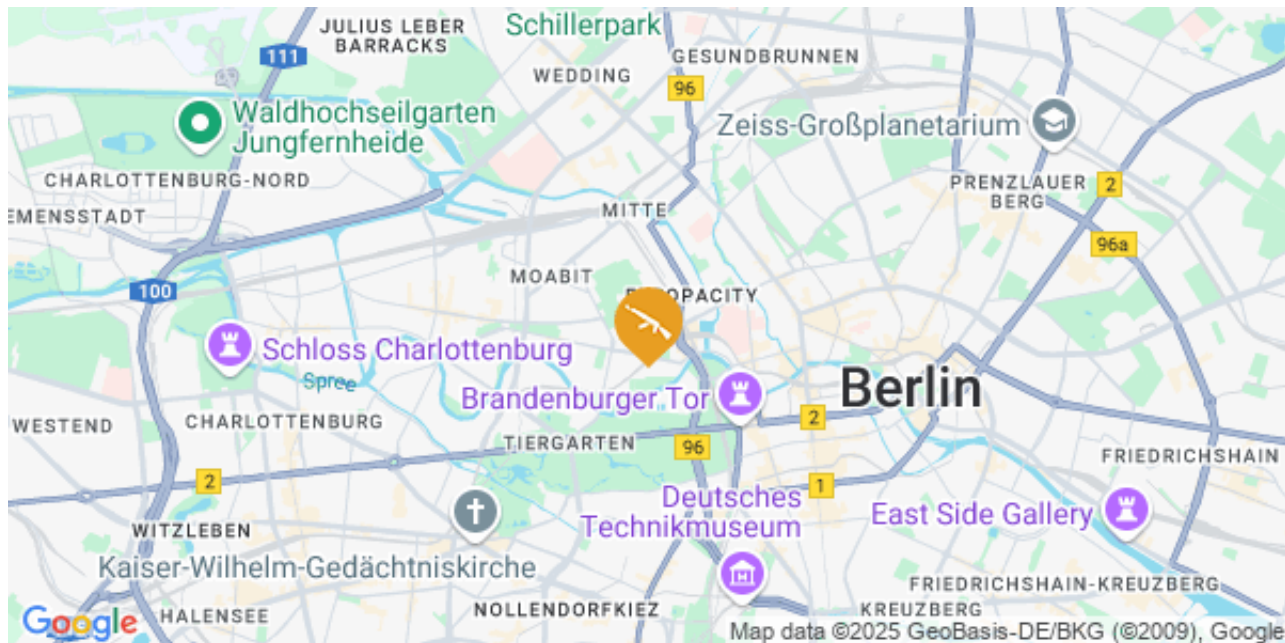 JULIUS LEBER
BARRACKS
Schillerpark
GESUNDBRUNNEN
111
WEDDING
96
Waldhochseilgarten
Jungfernheide
Zeiss-Großplanetarium
CHARLOTTENBURG-NORD
PRENZLAUER
BERG
2
EMENSSTADT
MITTE
96a
MOABIT
100
OPACITY
Schloss Charlottenburg
Spree
Brandenburger Tor
Berlin
WESTEND
CHARLOTTENBURG
2
TIERGARTEN
96
FRIEDRICHSHAIN
2
1
Deutsches
Technikmuseum
East Side Gallery
WITZLEBEN
Kaiser-Wilhelm-Gedächtniskirche
FRIEDRICHSHAIN-KREUZBERG
HALENSEE
NOLLENDORFKIEZ
KREUZBERG
Google
Map data ©2025 GeoBasis-DE/BKG (©2009), Google